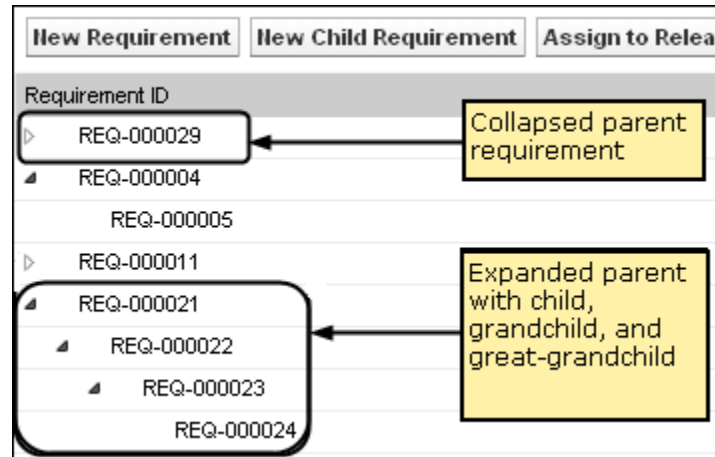 New Requirement New Child Requirement Assign to Relea
Requirement ID
REQ-000029
Collapsed parent
requirement
REQ-000004
REQ-000005
REQ-000011
REQ-000021
REQ-000022
REQ-000023
REQ-000024
Expanded parent
with child,
grandchild, and
great-grandchild